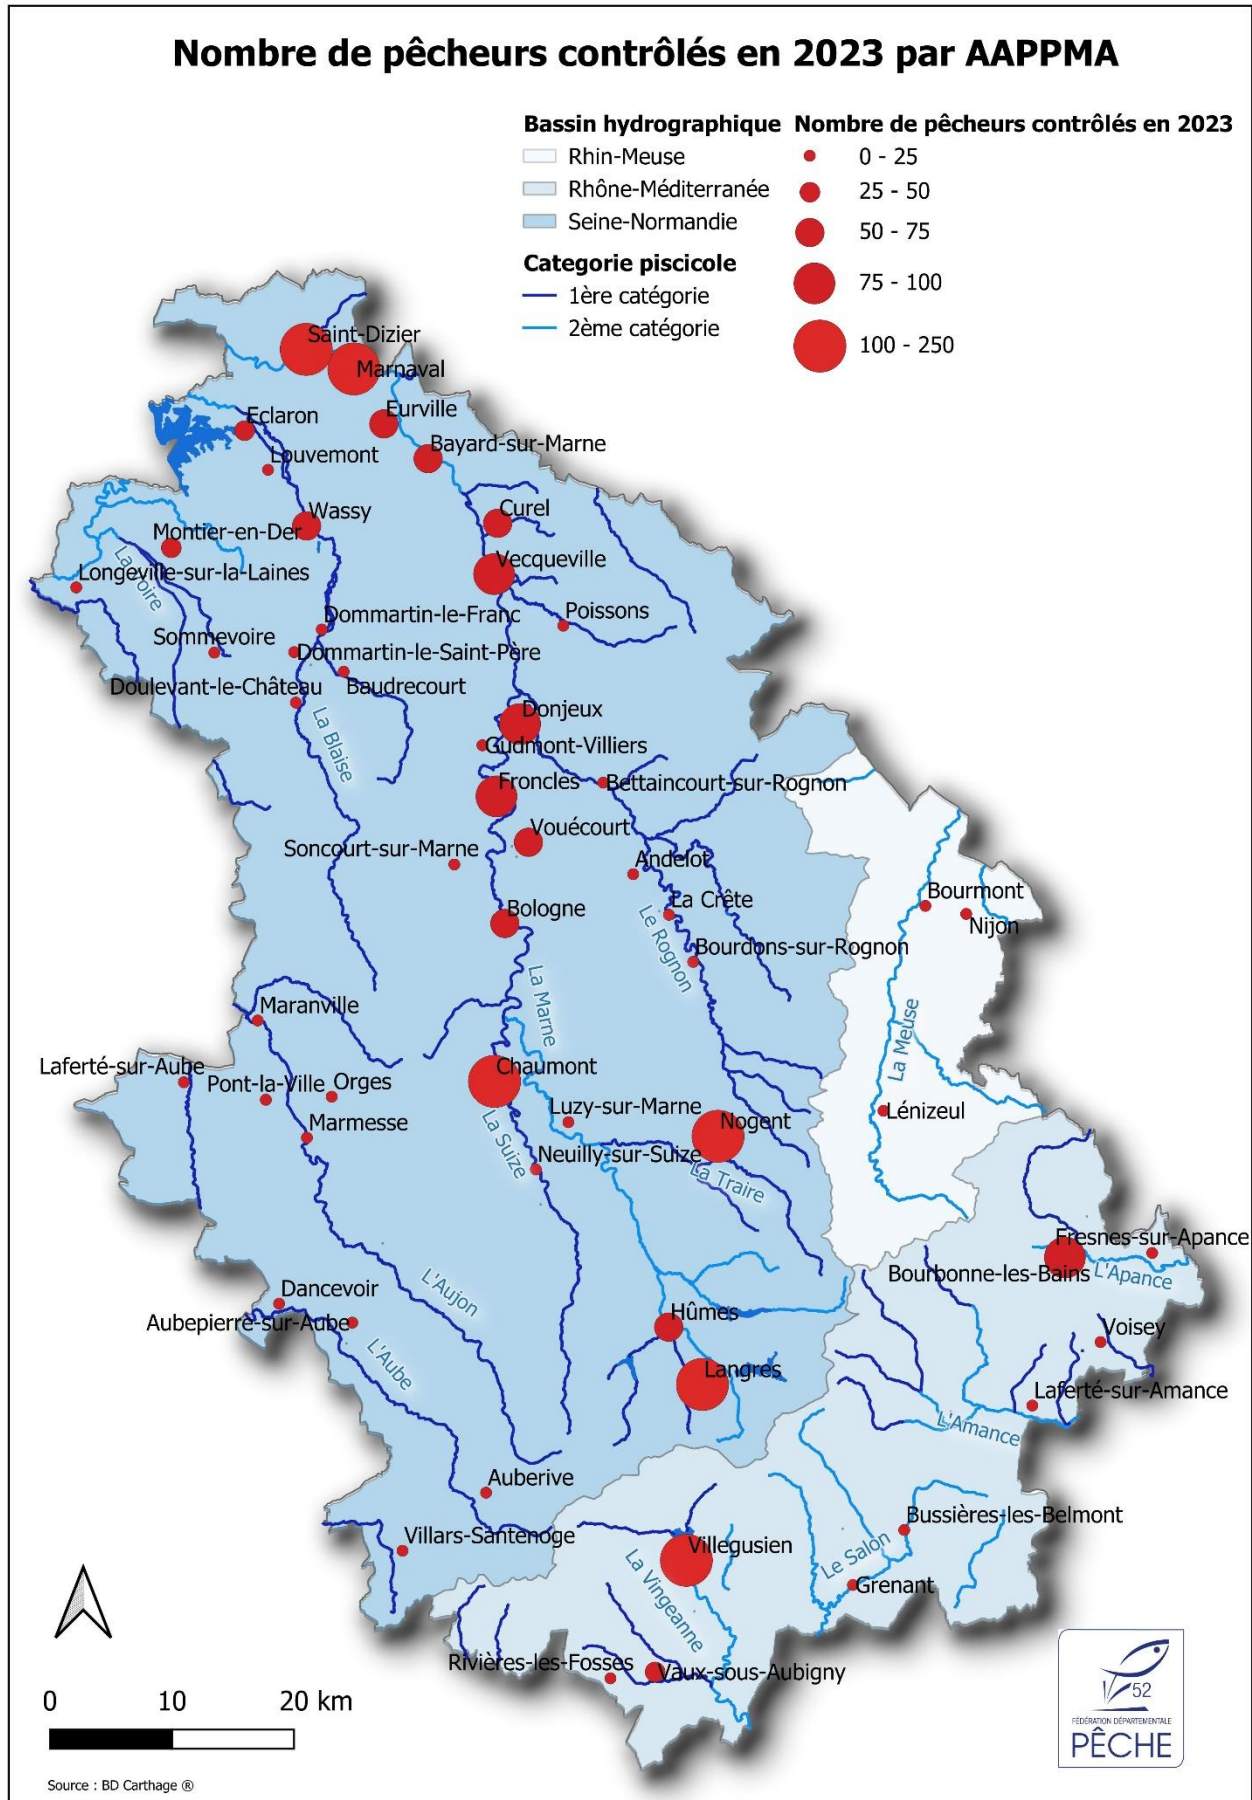 Nombre de pêcheurs contrôlés en 2023 par AAPPMA
Bassin hydrographique
Rhin-Meuse
Rhône-Méditerranée
Seine-Normandie
Categorie piscicole
1ère catégorie
2ème catégorie
Nombre de pêcheurs contrôlés en 2023
0 - 25
25 - 50
50 - 75
75 - 100
100 - 250
Saint-Dizier
Marnaval
Eclaron
Eurville
Louvemont
Bayard-sur-Marne
Wassy
Curel
Montier-en-Der
La Voire
Vecqueville
Longeville-sur-la-Laines
Dommartin-le-Franc
Poissons
Sommevoire
Dommartin-le-Saint-Père
Doulevant-le-Château
Baudrecourt
La Blaise
Donjeux
Gudmont-Villiers
Froncles
Bettaincourt-sur-Rognon
Vouécourt
Soncourt-sur-Marne
Andelot
Bourmont
La Crête
Nijon
Bologne
Le Rognon
Bourdons-sur-Rognon
La Marne
Maranville
La Meuse
Laferté-sur-Aube
Chaumont
Pont-la-Ville
Orges
Luzy-sur-Marne
Nogent
Lénizeul
Marmesse
La Suize
Neuilly-sur-Suize
La Traire
Fresnes-sur-Apance
Bourbonne-les-Bains
L'Apance
L'Aujon
Dancevoir
Hûmes
Aubepierre-sur-Aube
Voisey
L'Aube
Langres
Laferté-sur-Amance
L'Amance
Auberive
Bussières-les-Belmont
Villars-Santenoge
Villegusien
Le Salon
La Vingeanne
Grenant
Rivières-les-Fosses
Vaux-sous-Aubigny
0 10 20 km
Source : BD Carthage ®
52
FÉDÉRATION DÉPARTEMENTALE
PÊCHE